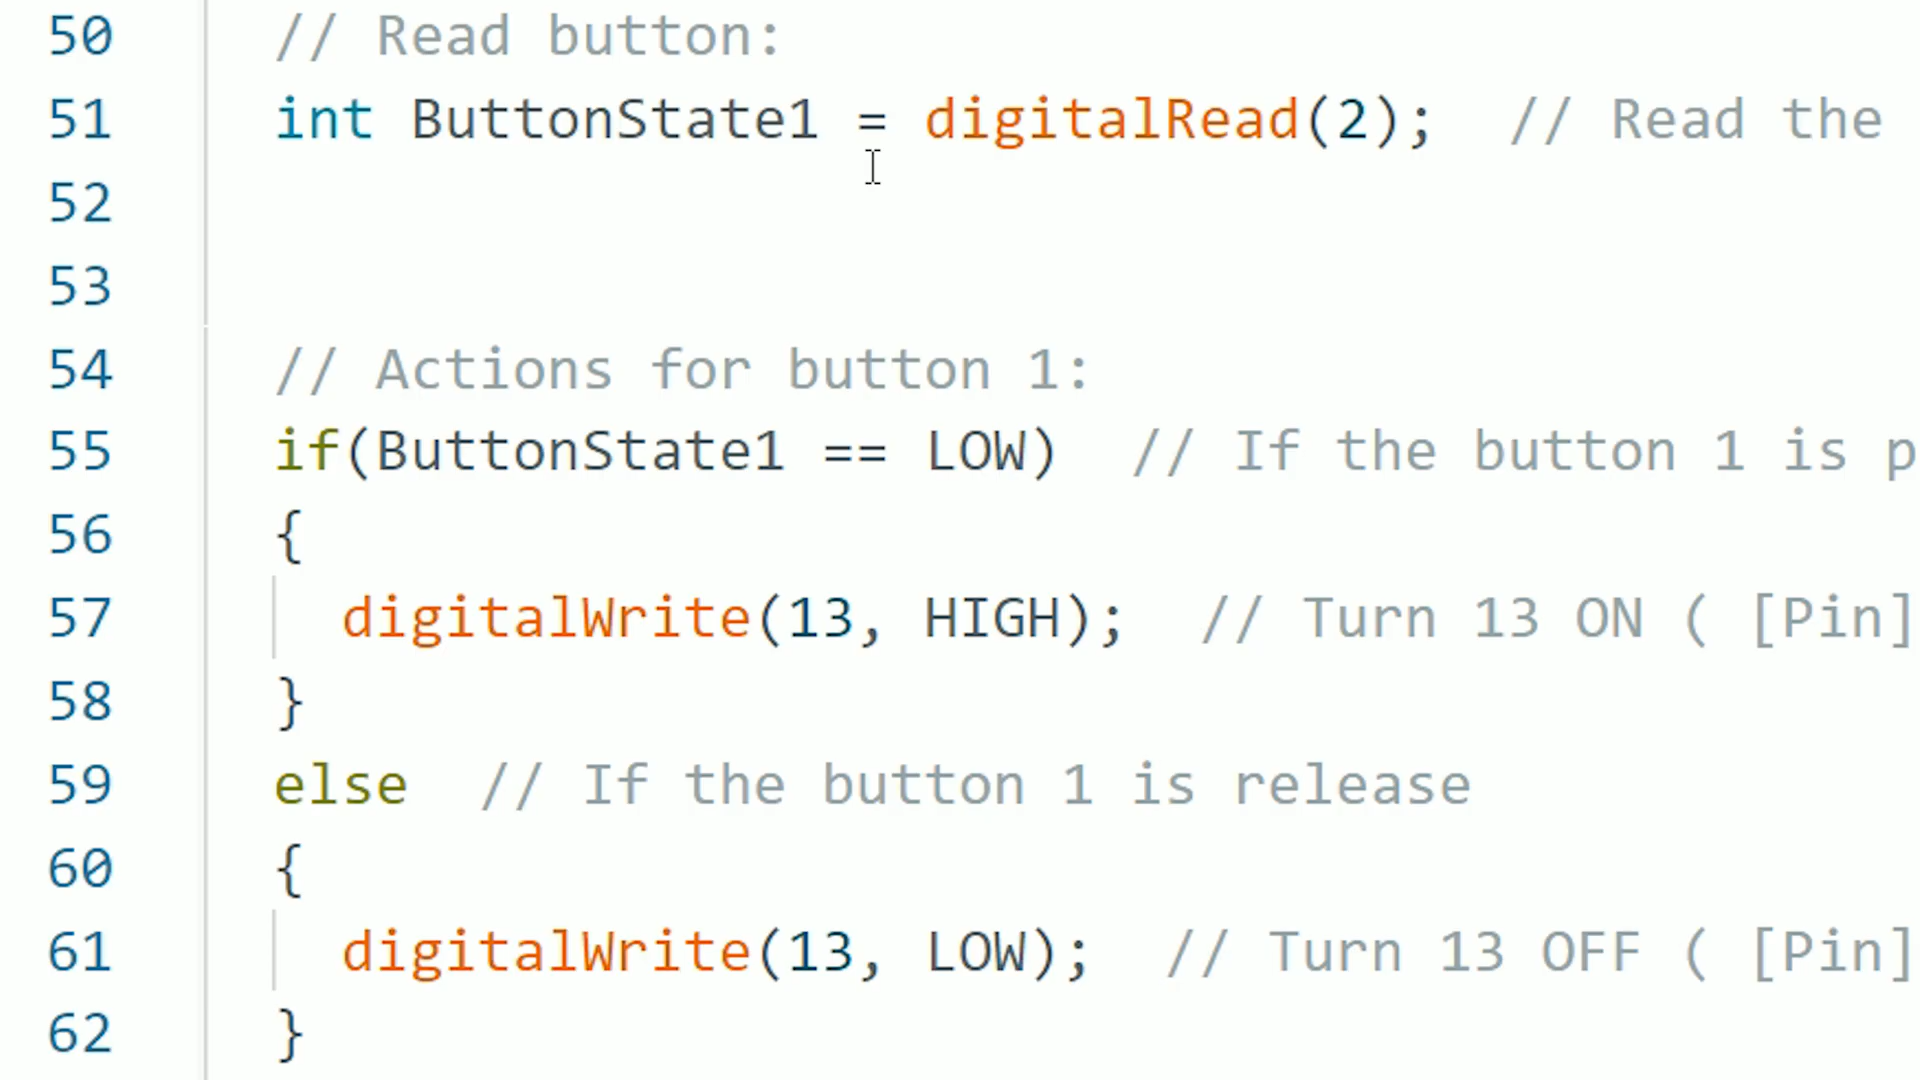 50 // Read button:
51 int ButtonState1 = digitalRead(2); // Read the
52
53
54 // Actions for button 1:
55 if(ButtonState1 == LOW) // If the button 1 is p
56 {
57 digitalWrite(13, HIGH); // Turn 13 ON ( [Pin]
58 }
59 else // If the button 1 is release
60 {
61 digitalWrite(13, LOW); // Turn 13 OFF ( [Pin]
62 }